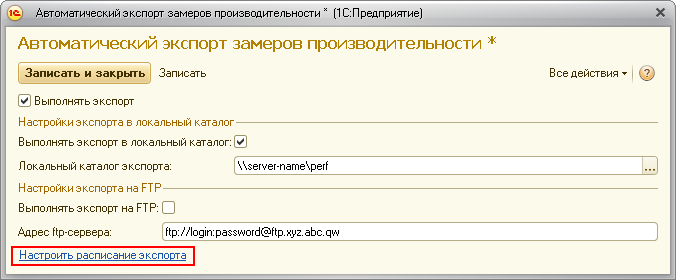 Автоматический экспорт замеров производительности * (1С:Предприятие)
Автоматический экспорт замеров производительности *
Записать и закрыть Записать Все действия ?
Выполнять экспорт
Настройки экспорта в локальный каталог
Выполнять экспорт в локальный каталог:
Локальный каталог экспорта: \\server-name\perf ...
Настройки экспорта на FTP
Выполнять экспорт на FTP:
Адрес ftp-сервера: ftp://login:password@ftp.xyz.abc.qw
Настроить расписание экспорта